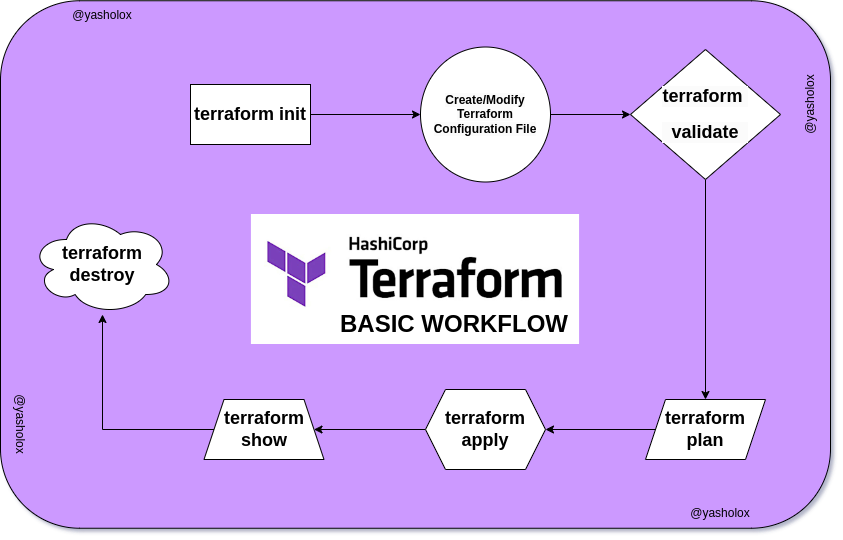 @yasholox
@yasholox
terraform init
Create/Modify
Terraform
Configuration File
terraform
validate
terraform
destroy
HashiCorp
Terraform
BASIC WORKFLOW
terraform
show
terraform
apply
terraform
plan
@yasholox
@yasholox